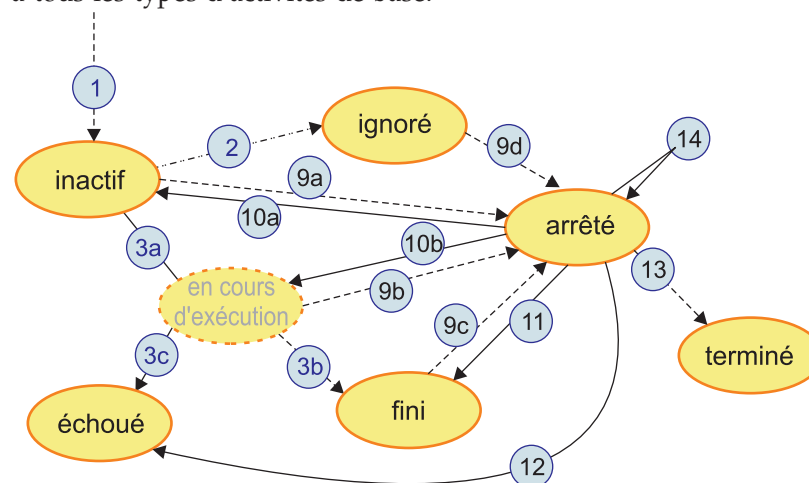 à tous les types d'activités de base.
1
ignoré
14
2
9d
inactif
9a
10a
arrêté
3a
10b
13
en cours
d'exécution
9b
9c
11
3c
3b
terminé
échoué
fini
12